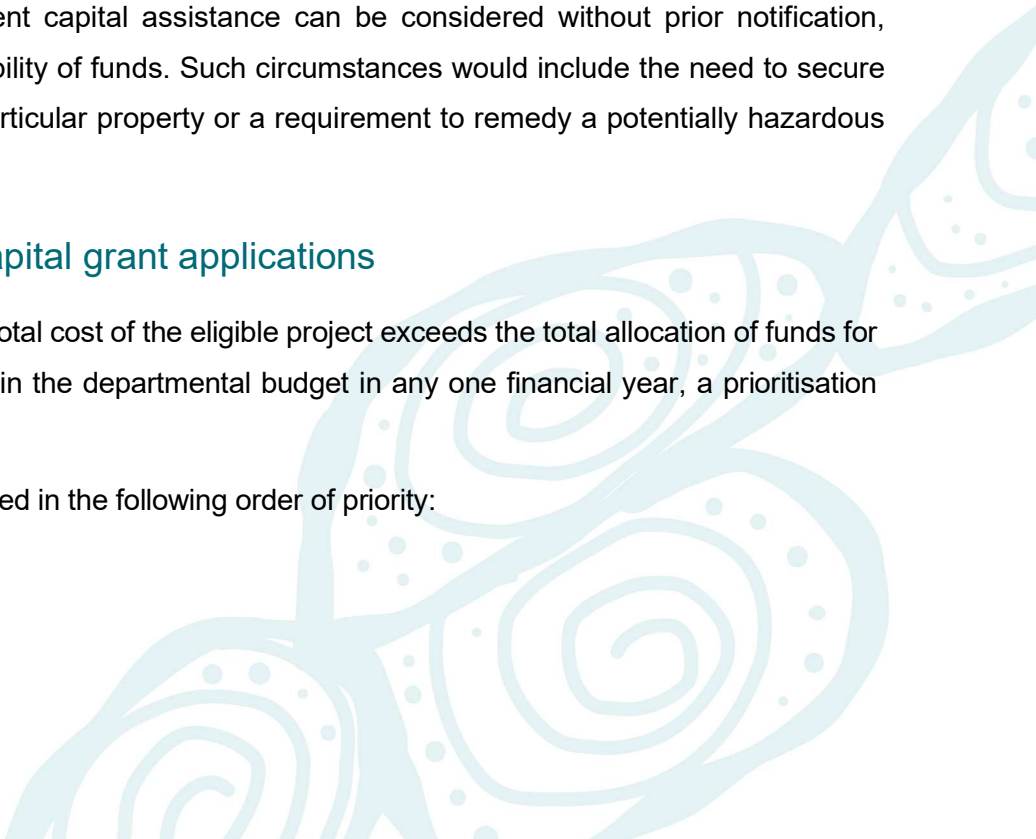 ent capital assistance can be considered without prior notification,
bility of funds. Such circumstances would include the need to secure
rticular property or a requirement to remedy a potentially hazardous
apital grant applications
otal cost of the eligible project exceeds the total allocation of funds for
in the departmental budget in any one financial year, a prioritisation
ed in the following order of priority: